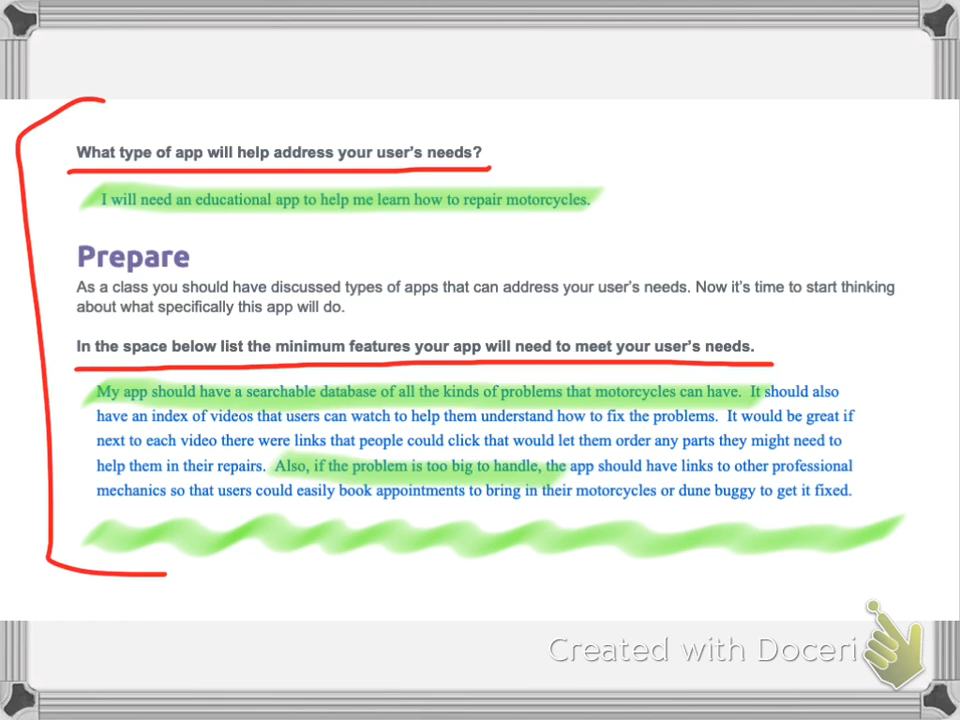 What type of app will help address your user's needs?
I will need an educational app to help me learn how to repair motorcycles.
Prepare
As a class you should have discussed types of apps that can address your user's needs. Now it's time to start thinking
about what specifically this app will do.
In the space below list the minimum features your app will need to meet your user's needs.
My app should have a searchable database of all the kinds of problems that motorcycles can have. It should also
have an index of videos that users can watch to help them understand how to fix the problems. It would be great if
next to each video there were links that people could click that would let them order any parts they might need to
help them in their repairs. Also, if the problem is too big to handle, the app should have links to other professional
mechanics so that users could easily book appointments to bring in their motorcycles or dune buggy to get it fixed.
Created with Doceri